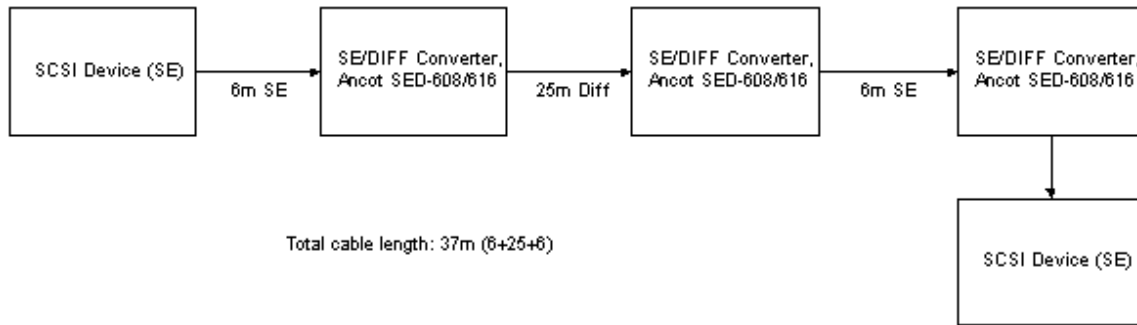 SCSI Device (SE)
6m SE
SE/DIFF Converter,
Ancot SED-608/616
25m Diff
SE/DIFF Converter,
Ancot SED-608/616
6m SE
SE/DIFF Converter,
Ancot SED-608/616
Total cable length: 37m (6+25+6)
SCSI Device (SE)